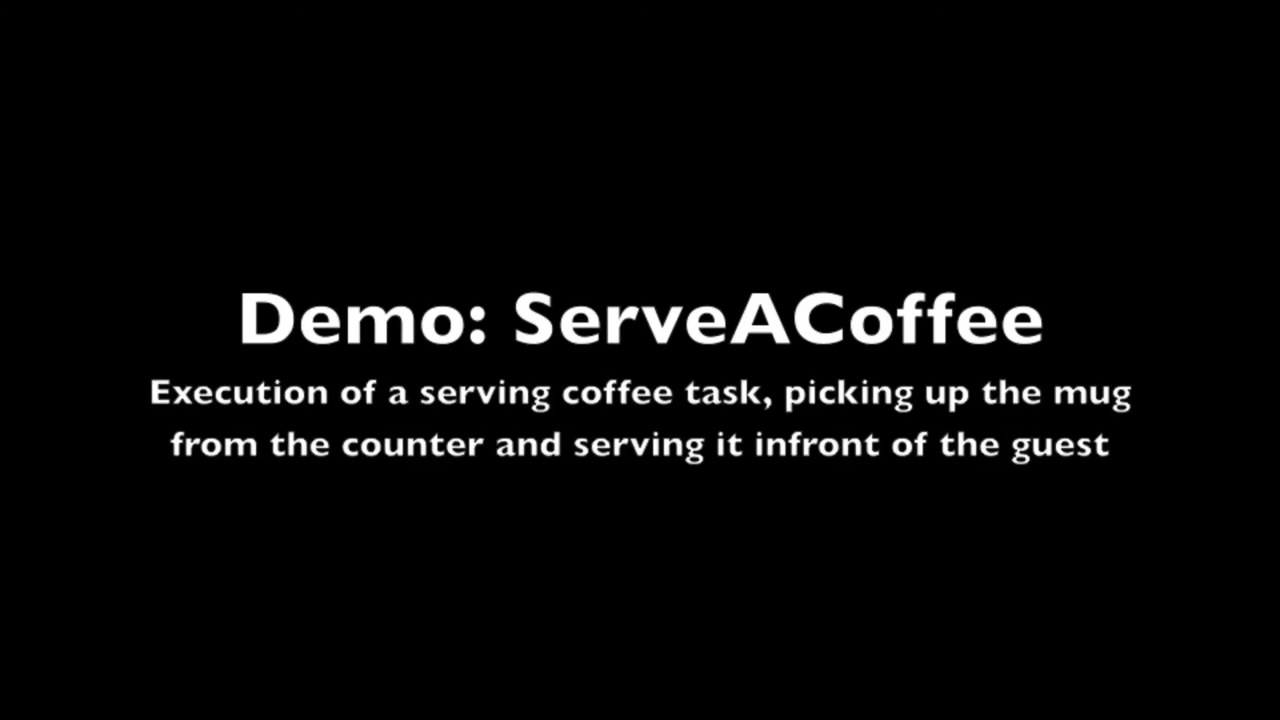 Demo: ServeACoffee
Execution of a serving coffee task, picking up the mug
from the counter and serving it infront of the guest